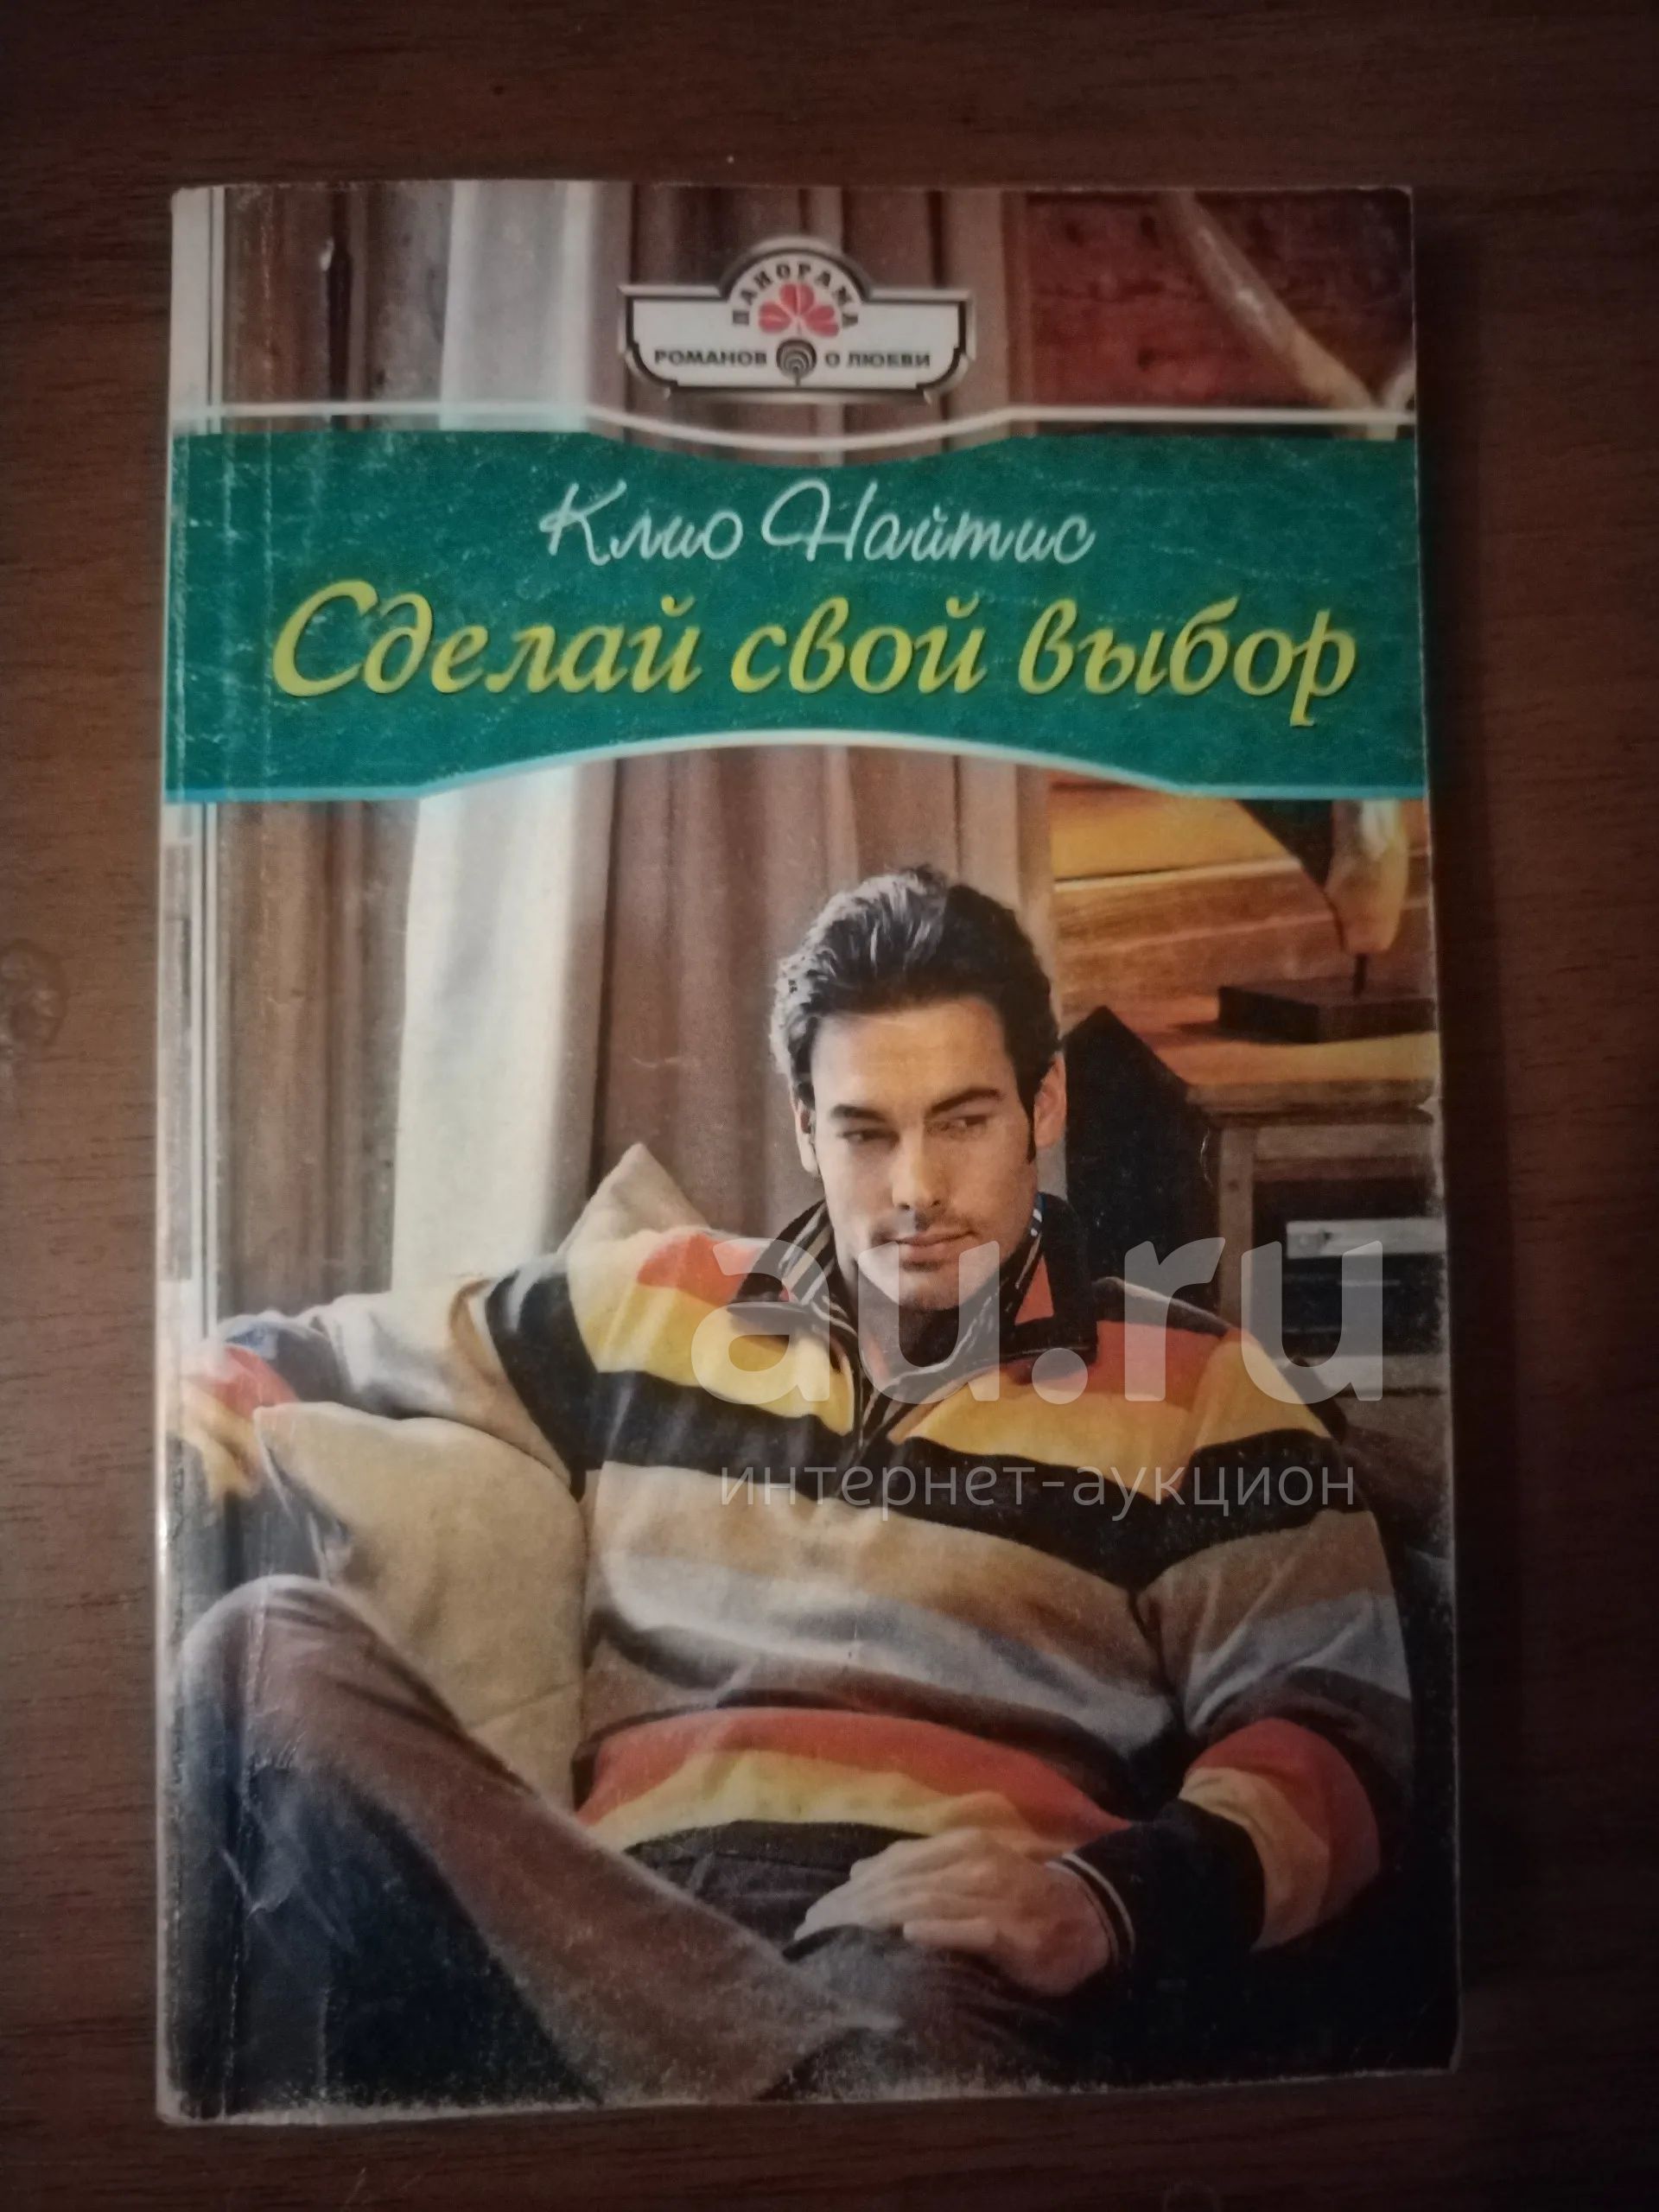 ПАНОРАМА
РОМАНОВ О ЛЮБВИ
Клио Найтис
Сделай свой выбор
au.ru
интернет-аукцион